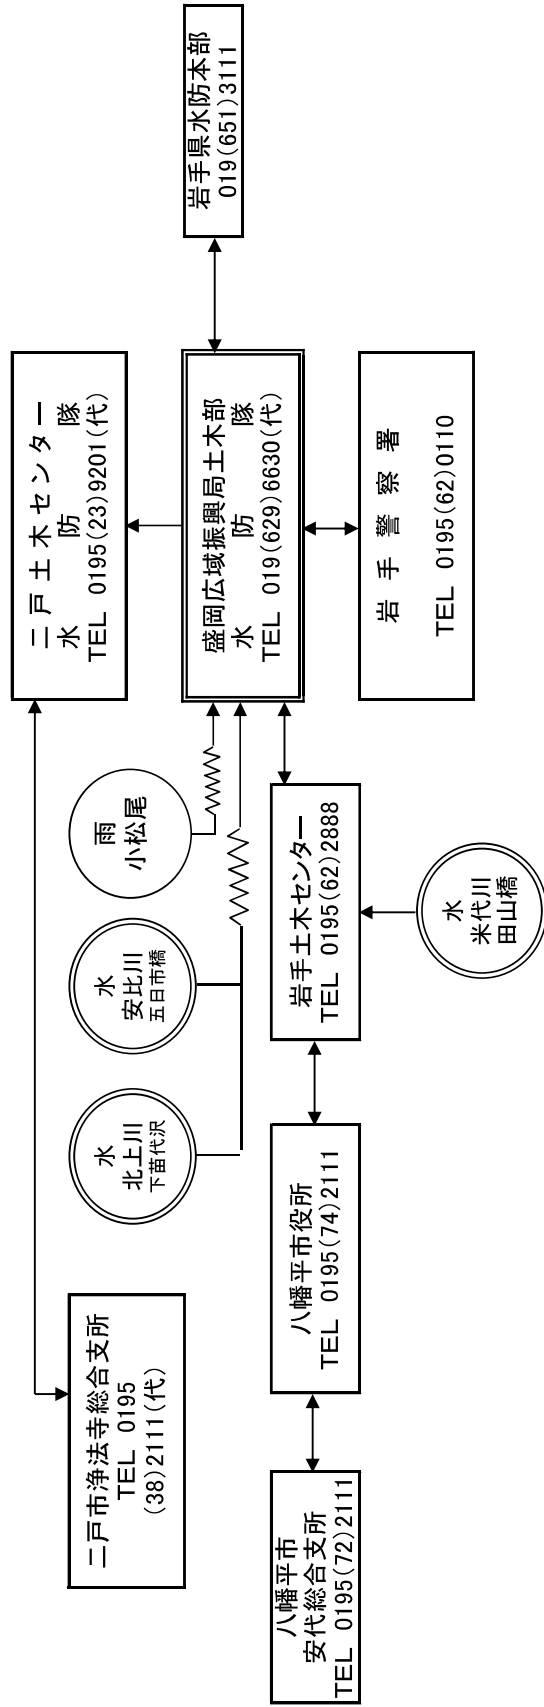 二戸市浄法寺総合支所
TEL 0195
(38)2111(代)
二戸土木センター
水防隊
TEL 0195(23)9201(代)
水
北上川
下苗代沢
水
安比川
五日市橋
雨
小松尾
盛岡広域振興局土木部
水防隊
TEL 019(629)6630(代)
岩手県水防本部
019(651)3111
八幡平市
安代総合支所
TEL 0195(72)2111
八幡平市役所
TEL 0195(74)2111
岩手土木センター
TEL 0195(62)2888
岩手警察署
TEL 0195(62)0110
水
米代川
田山橋